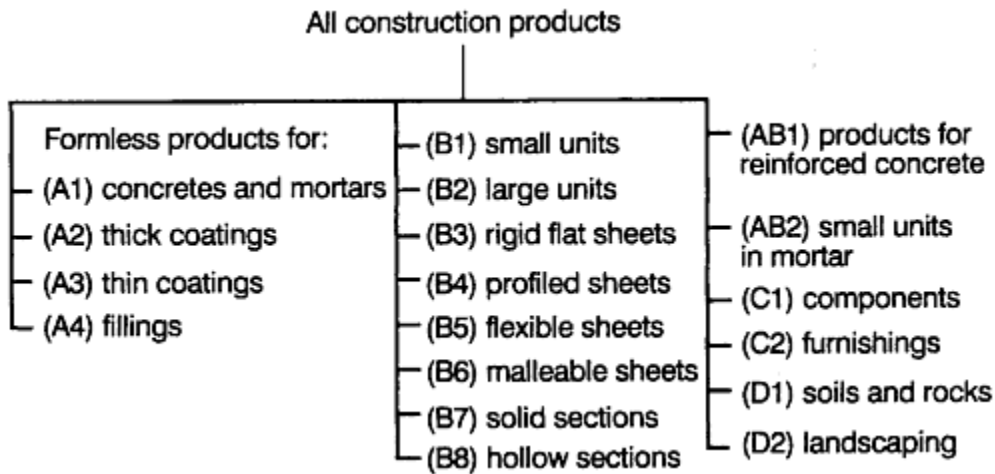 All construction products
Formless products for:
(A1) concretes and mortars
(A2) thick coatings
(A3) thin coatings
(A4) fillings
(B1) small units
(B2) large units
(B3) rigid flat sheets
(B4) profiled sheets
(B5) flexible sheets
(B6) malleable sheets
(B7) solid sections
(B8) hollow sections
(AB1) products for
reinforced concrete
(AB2) small units
in mortar
(C1) components
(C2) furnishings
(D1) soils and rocks
(D2) landscaping